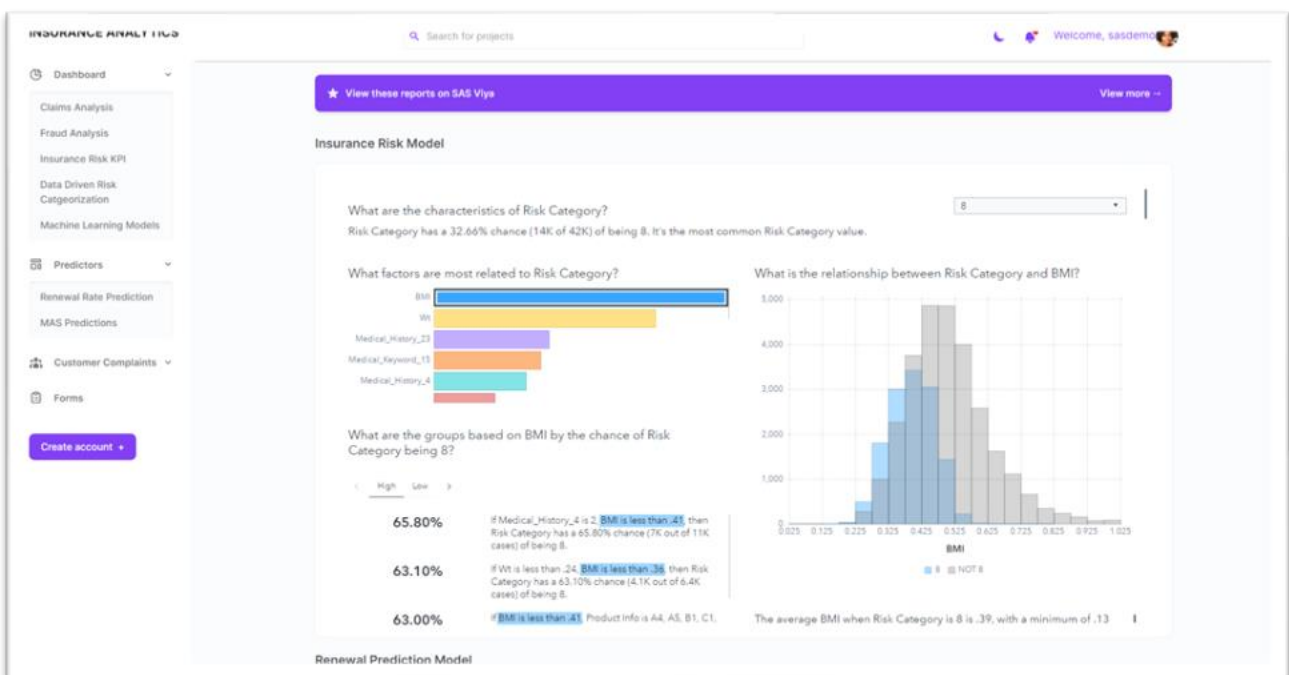 INSURANCE ANALYTICS
Search for projects
Welcome, sasdemo
Dashboard
Claims Analysis
Fraud Analysis
Insurance Risk KPI
Data Driven Risk
Catgeorization
Machine Learning Models
Predictors
Renewal Rate Prediction
MAS Predictions
Customer Complaints
Forms
Create account +
View these reports on SAS Viya
View more →
Insurance Risk Model
What are the characteristics of Risk Category?
8
Risk Category has a 32.66% chance (14K of 42K) of being 8. It's the most common Risk Category value.
What factors are most related to Risk Category?
BMI
Wt
Medical_History_23
Medical_Keyword_15
Medical_History_4
What are the groups based on BMI by the chance of Risk
Category being 8?
High Low
65.80%
If Medical_History_4 is 2, BMI is less than .41, then
Risk Category has a 65.80% chance (7K out of 11K
cases) of being 8.
63.10%
If Wt is less than .24, BMI is less than .36, then Risk
Category has a 63.10% chance (4.1K out of 6.4K
cases) of being 8.
63.00%
If BMI is less than .41, Product Info is A4, A5, B1, C1,
What is the relationship between Risk Category and BMI?
5,000
4,000
3,000
2,000
1,000
0
0.025 0.125 0.225 0.325 0.425 0.525 0.625 0.725 0.825 0.925 1.025
BMI
8 NOT 8
The average BMI when Risk Category is 8 is .39, with a minimum of .13
Renewal Prediction Model